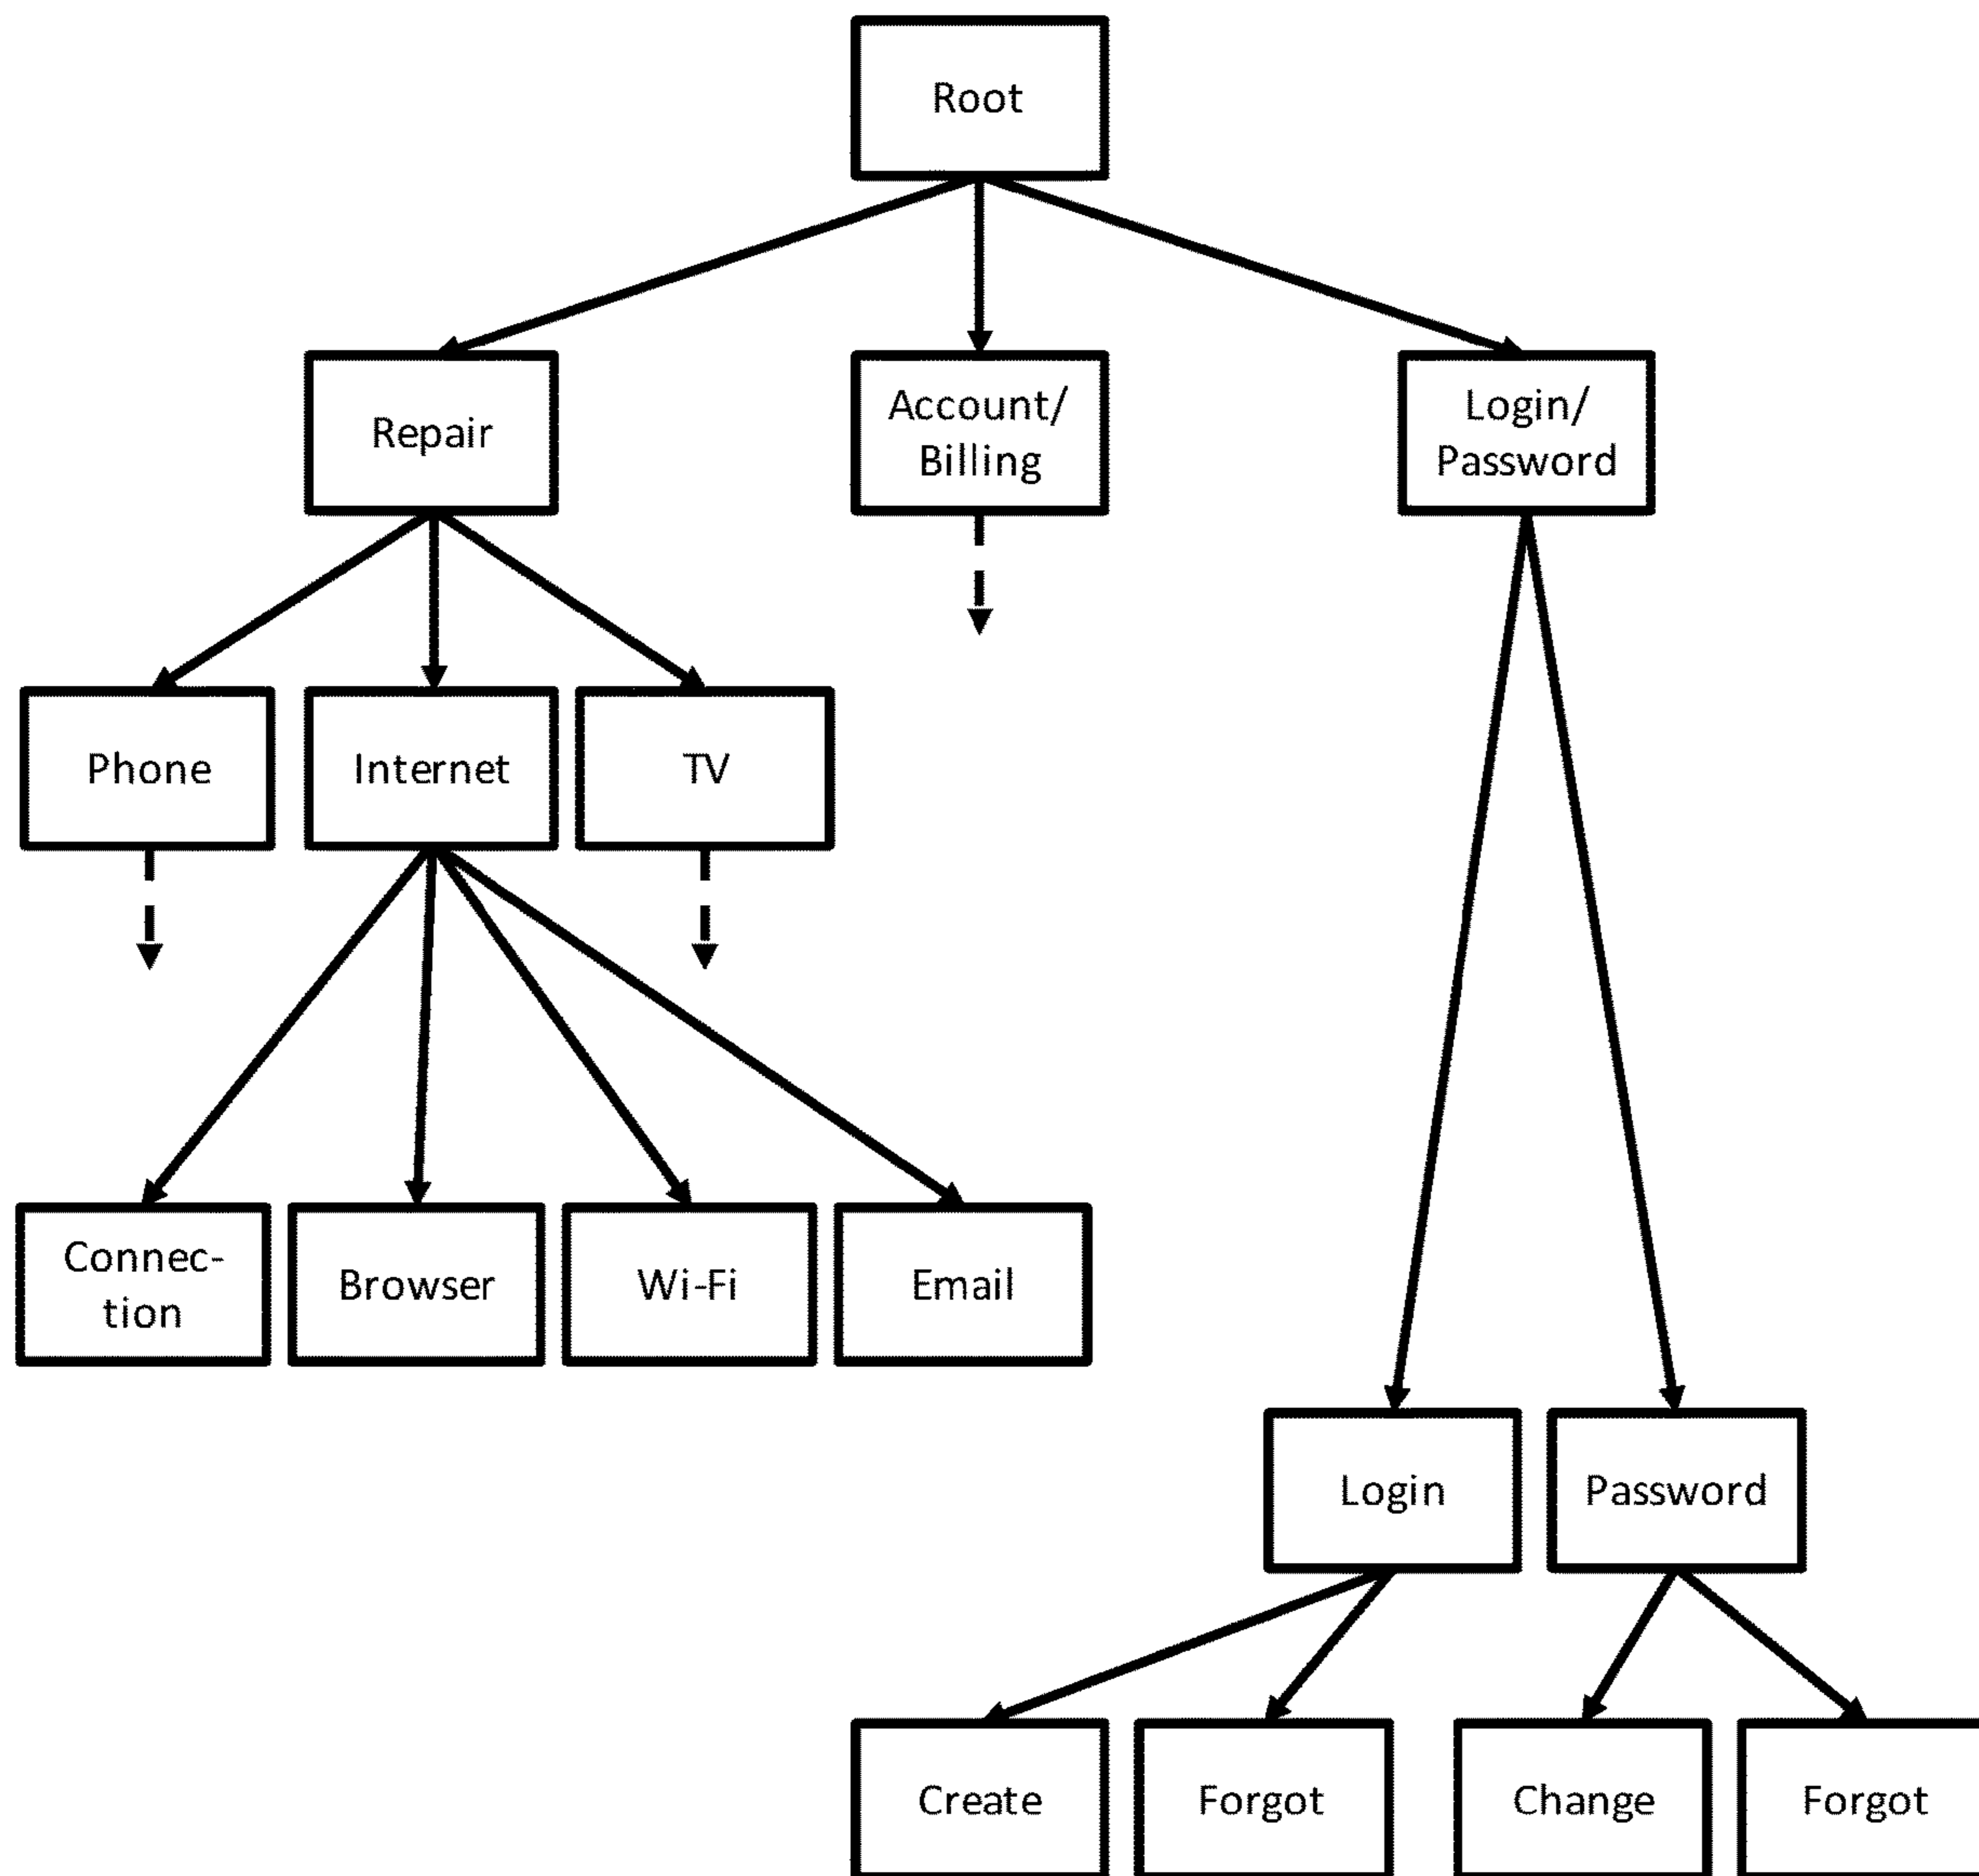 Root
Repair
Account/
Billing
Login/
Password
Phone
Internet
TV
Connec-
tion
Browser
Wi-Fi
Email
Login
Password
Create
Forgot
Change
Forgot